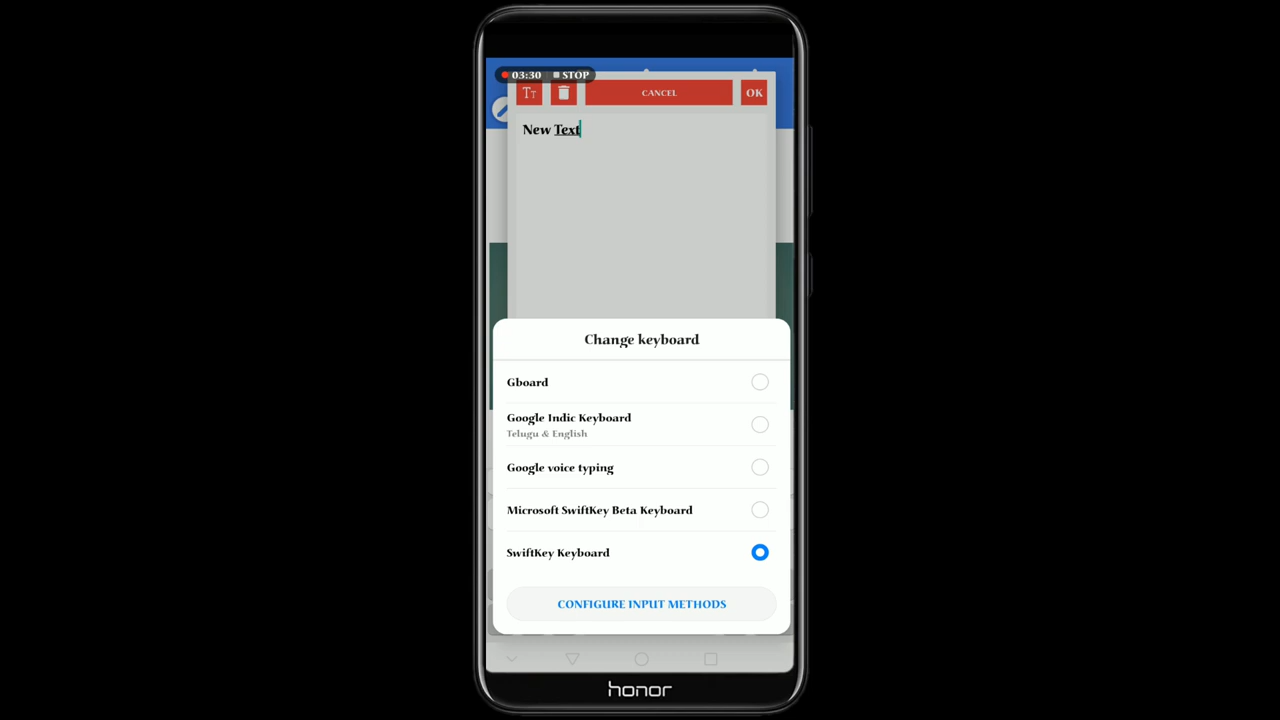 03:30 STOP
TT CANCEL OK
New Text
Change keyboard
Gboard
Google Indic Keyboard
Telugu & English
Google voice typing
Microsoft SwiftKey Beta Keyboard
SwiftKey Keyboard
CONFIGURE INPUT METHODS
honor